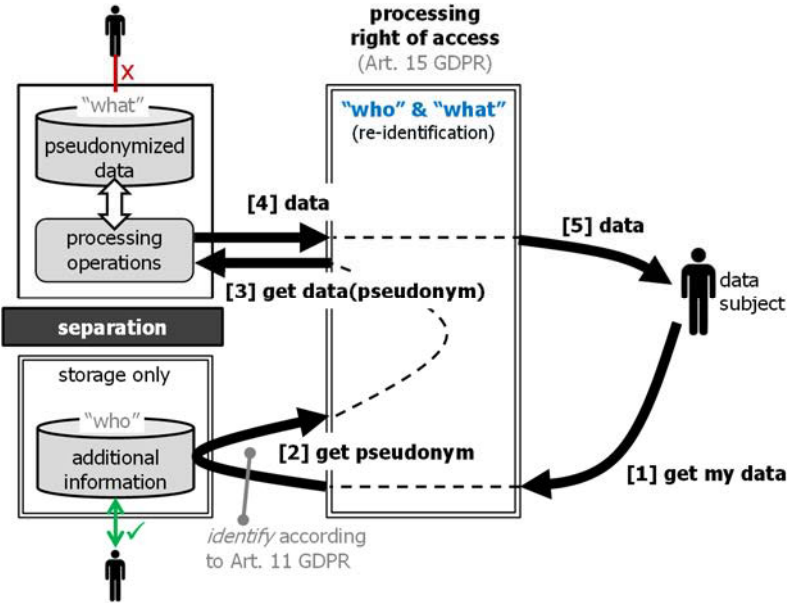 processing
right of access
(Art. 15 GDPR)
x
“what”
pseudonymized
data
processing
operations
“who” & “what”
(re-identification)
[4] data
[5] data
[3] get data(pseudonym)
data
subject
separation
storage only
“who”
additional
information
[2] get pseudonym
[1] get my data
identify according
to Art. 11 GDPR
✓